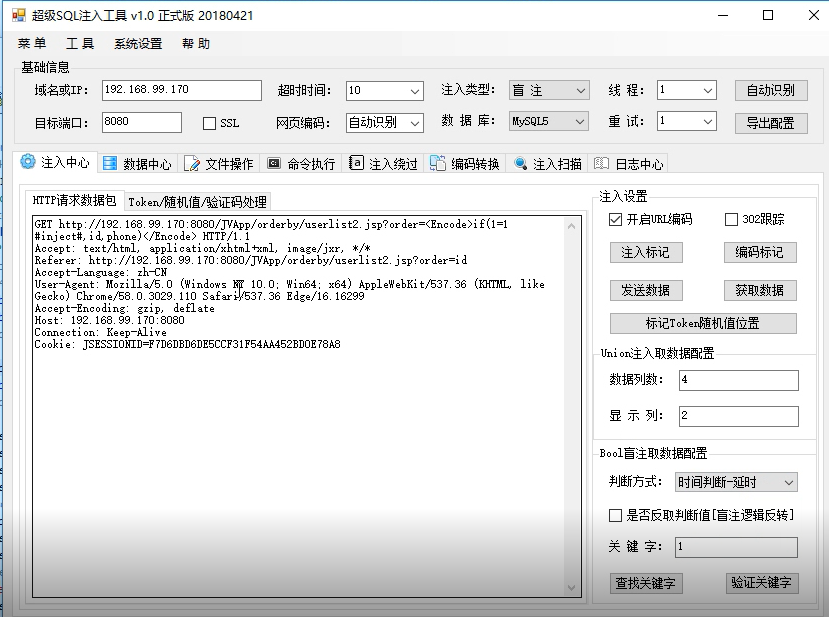 超级SQL注入工具 v1.0 正式版 20180421
菜 单 工 具 系统设置 帮 助
基础信息
域名或IP: 192.168.99.170 超时时间: 10 注入类型: 盲 注 线 程: 1 自动识别
目标端口: 8080 SSL 网页编码: 自动识别 数 据 库: MySQL5 重 试: 1 导出配置
注入中心 数据中心 文件操作 命令执行 注入绕过 编码转换 注入扫描 日志中心
HTTP请求数据包 Token/随机值/验证码处理
GET http://192.168.99.170:8080/JVApp/orderby/userlist2.jsp?order=<Encode>if(1=1
#inject#,id,phone)</Encode> HTTP/1.1
Accept: text/html, application/xhtml+xml, image/jxr, */*
Referer: http://192.168.99.170:8080/JVApp/orderby/userlist2.jsp?order=id
Accept-Language: zh-CN
User-Agent: Mozilla/5.0 (Windows NT 10.0; Win64; x64) AppleWebKit/537.36 (KHTML, like
Gecko) Chrome/58.0.3029.110 Safari/537.36 Edge/16.16299
Accept-Encoding: gzip, deflate
Host: 192.168.99.170:8080
Connection: Keep-Alive
Cookie: JSESSIONID=F7D6DBD6DE5CCF31F54AA452BD0E78A8
注入设置
开启URL编码 302跟踪
注入标记 编码标记
发送数据 获取数据
标记Token随机值位置
Union注入取数据配置
数据列数: 4
显 示 列: 2
Bool盲注取数据配置
判断方式: 时间判断-延时
是否反取判断值[盲注逻辑反转]
关 键 字: 1
查找关键字 验证关键字